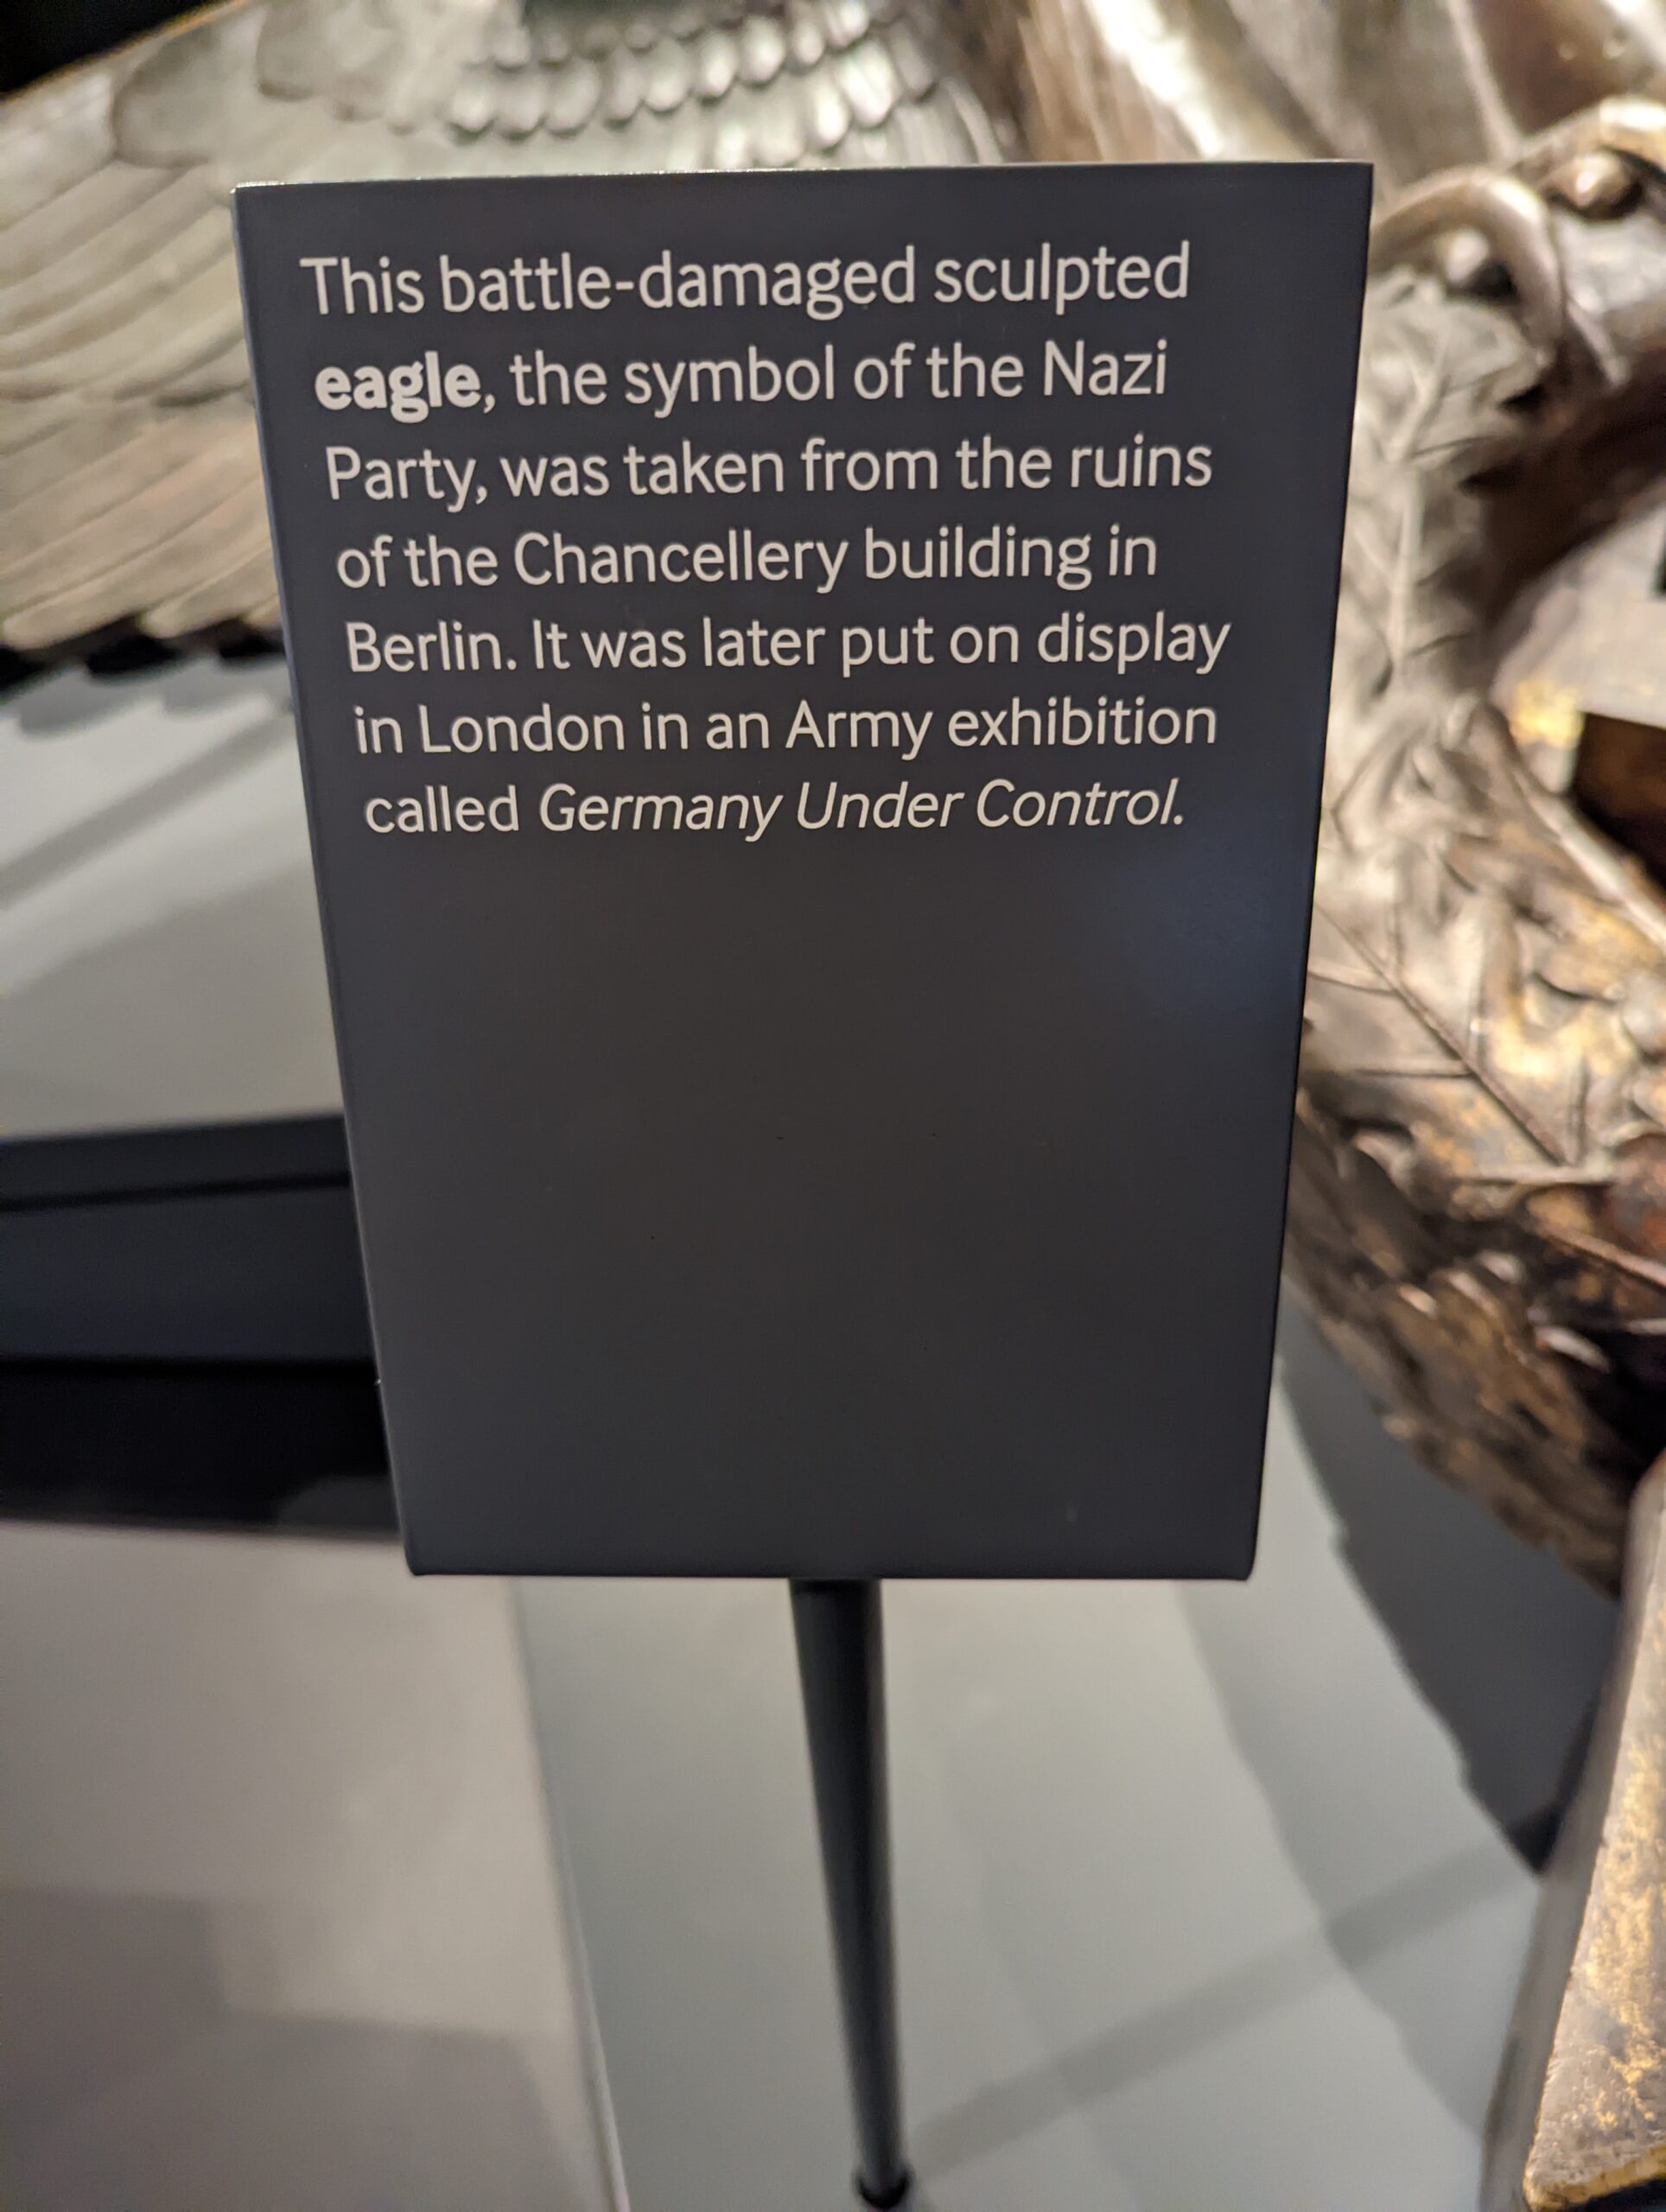 This battle-damaged sculpted
eagle, the symbol of the Nazi
Party, was taken from the ruins
of the Chancellery building in
Berlin. It was later put on display
in London in an Army exhibition
called Germany Under Control.